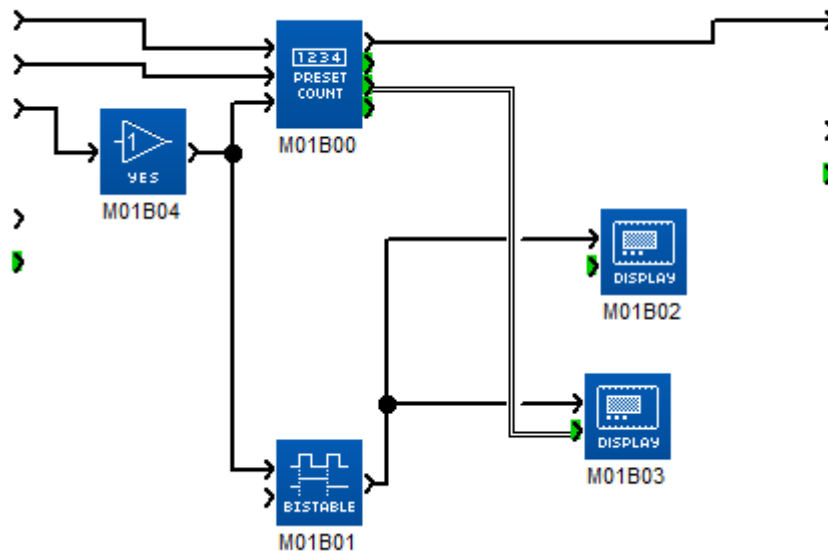 1234
PRESET
COUNT
M01B00
1
YES
M01B04
DISPLAY
M01B02
DISPLAY
M01B03
BISTABLE
M01B01